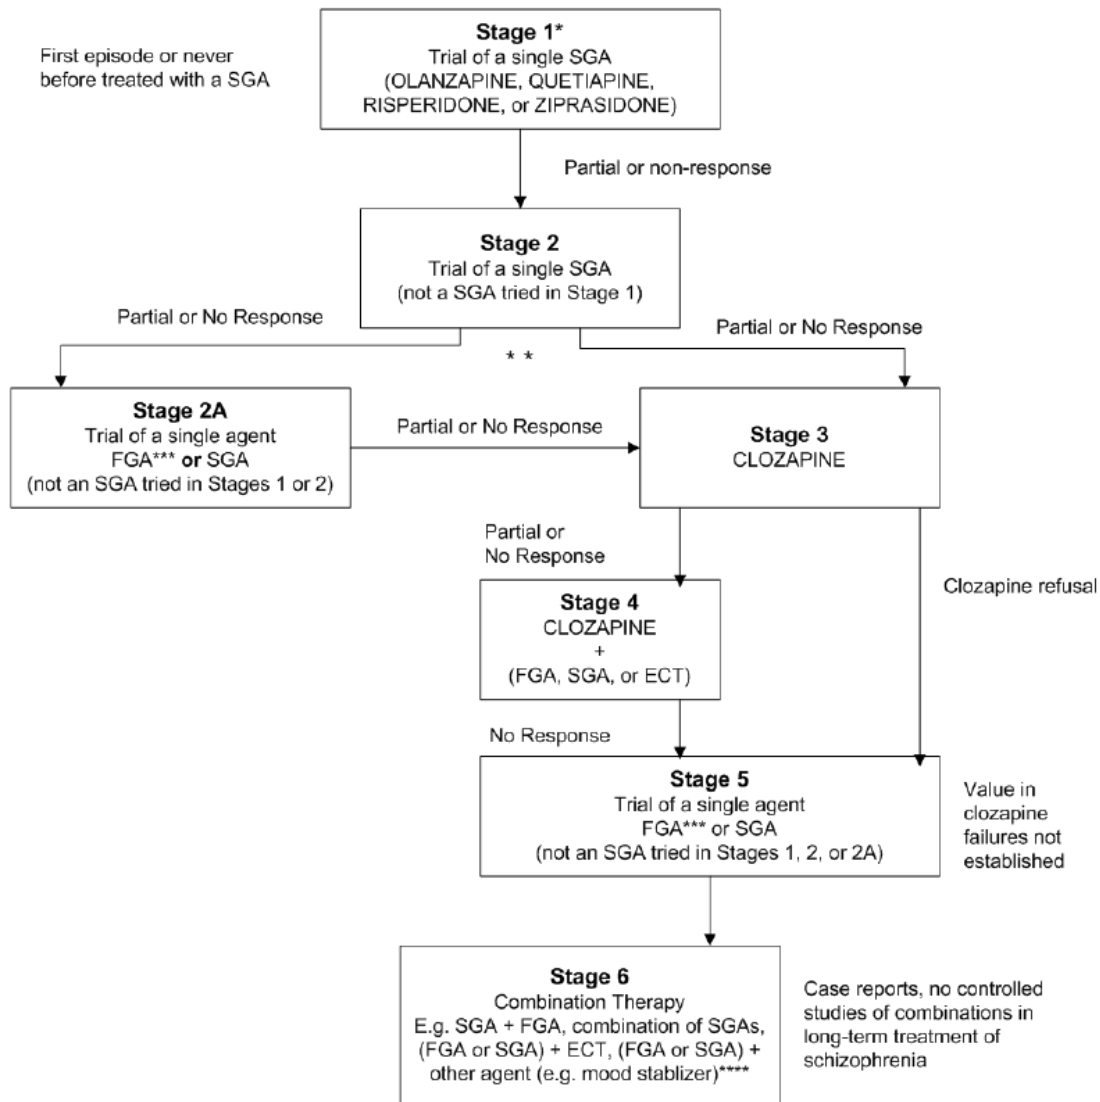 Stage 1*
Trial of a single SGA
(OLANZAPINE, QUETIAPINE,
RISPERIDONE, or ZIPRASIDONE)
First episode or never
before treated with a SGA
Partial or non-response
Stage 2
Trial of a single SGA
(not a SGA tried in Stage 1)
Partial or No Response
Partial or No Response
* *
Stage 2A
Trial of a single agent
FGA*** or SGA
(not an SGA tried in Stages 1 or 2)
Partial or No Response
Stage 3
CLOZAPINE
Partial or
No Response
Clozapine refusal
Stage 4
CLOZAPINE
+
(FGA, SGA, or ECT)
No Response
Stage 5
Trial of a single agent
FGA*** or SGA
(not an SGA tried in Stages 1, 2, or 2A)
Value in
clozapine
failures not
established
Stage 6
Combination Therapy
E.g. SGA + FGA, combination of SGAs,
(FGA or SGA) + ECT, (FGA or SGA) +
other agent (e.g. mood stablizer)****
Case reports, no controlled
studies of combinations in
long-term treatment of
schizophrenia